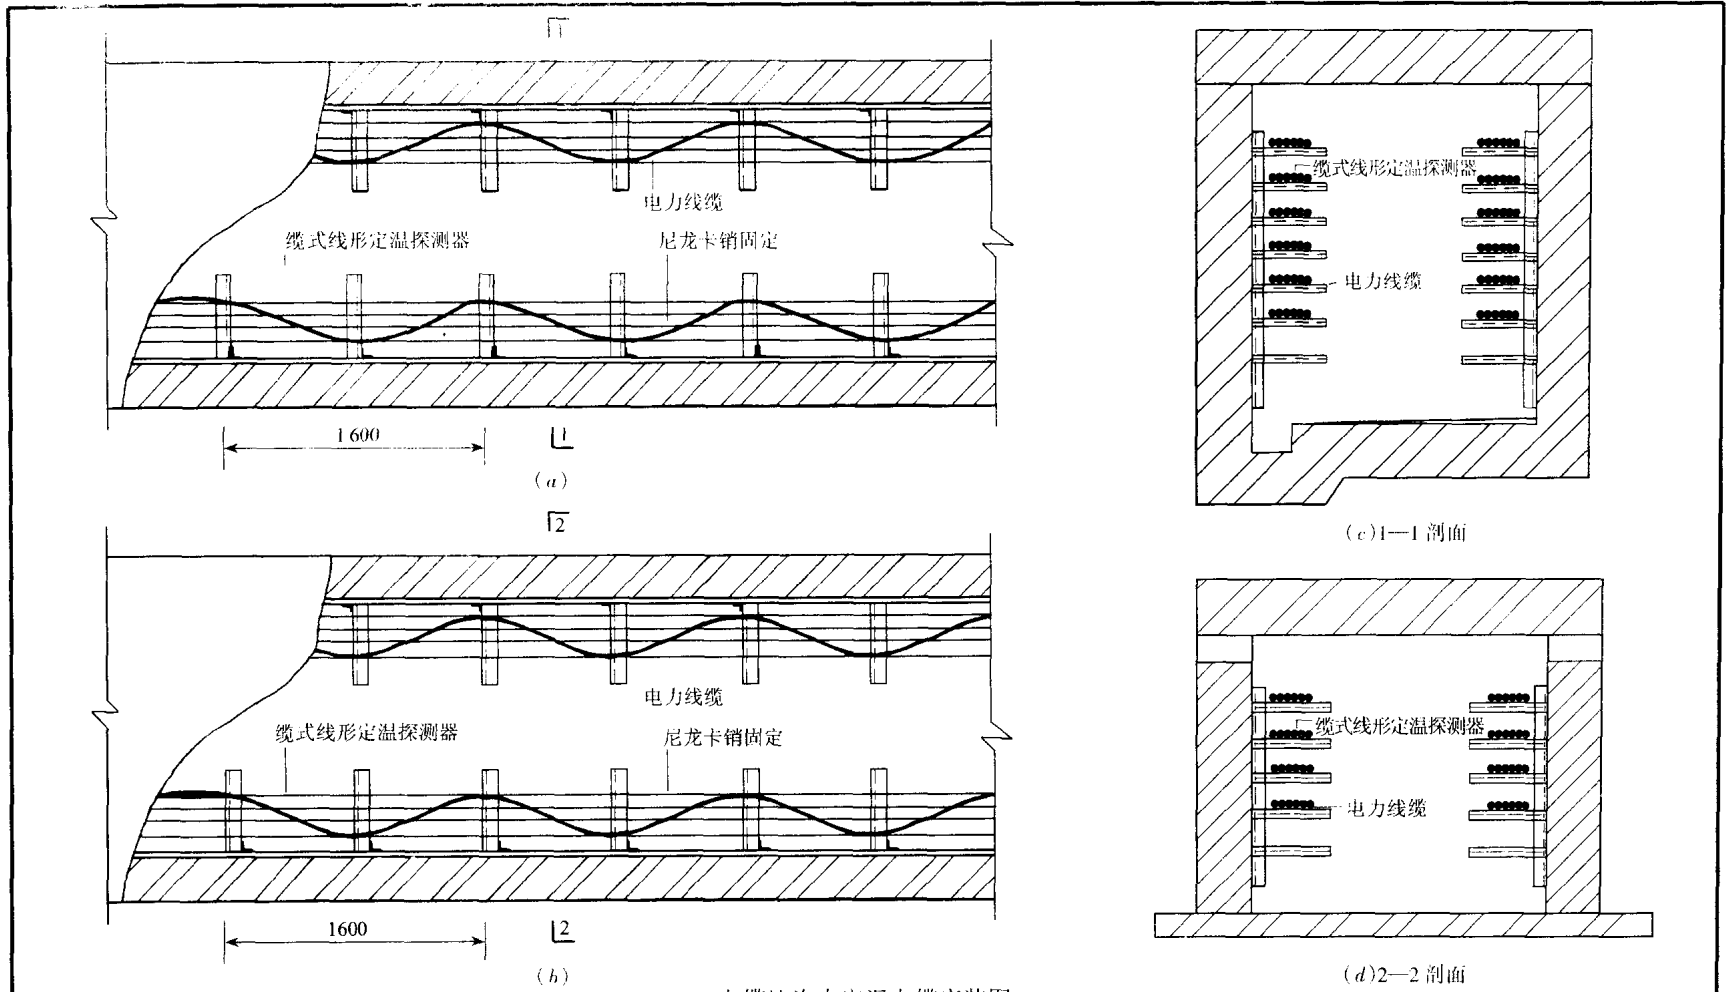 1
电力线缆
缆式线形定温探测器
尼龙卡销固定
1600
1
(a)
缆式线形定温探测器
电力线缆
(c)1—1 剖面
2
电力线缆
缆式线形定温探测器
尼龙卡销固定
1600
2
(b)
缆式线形定温探测器
电力线缆
(d)2—2 剖面